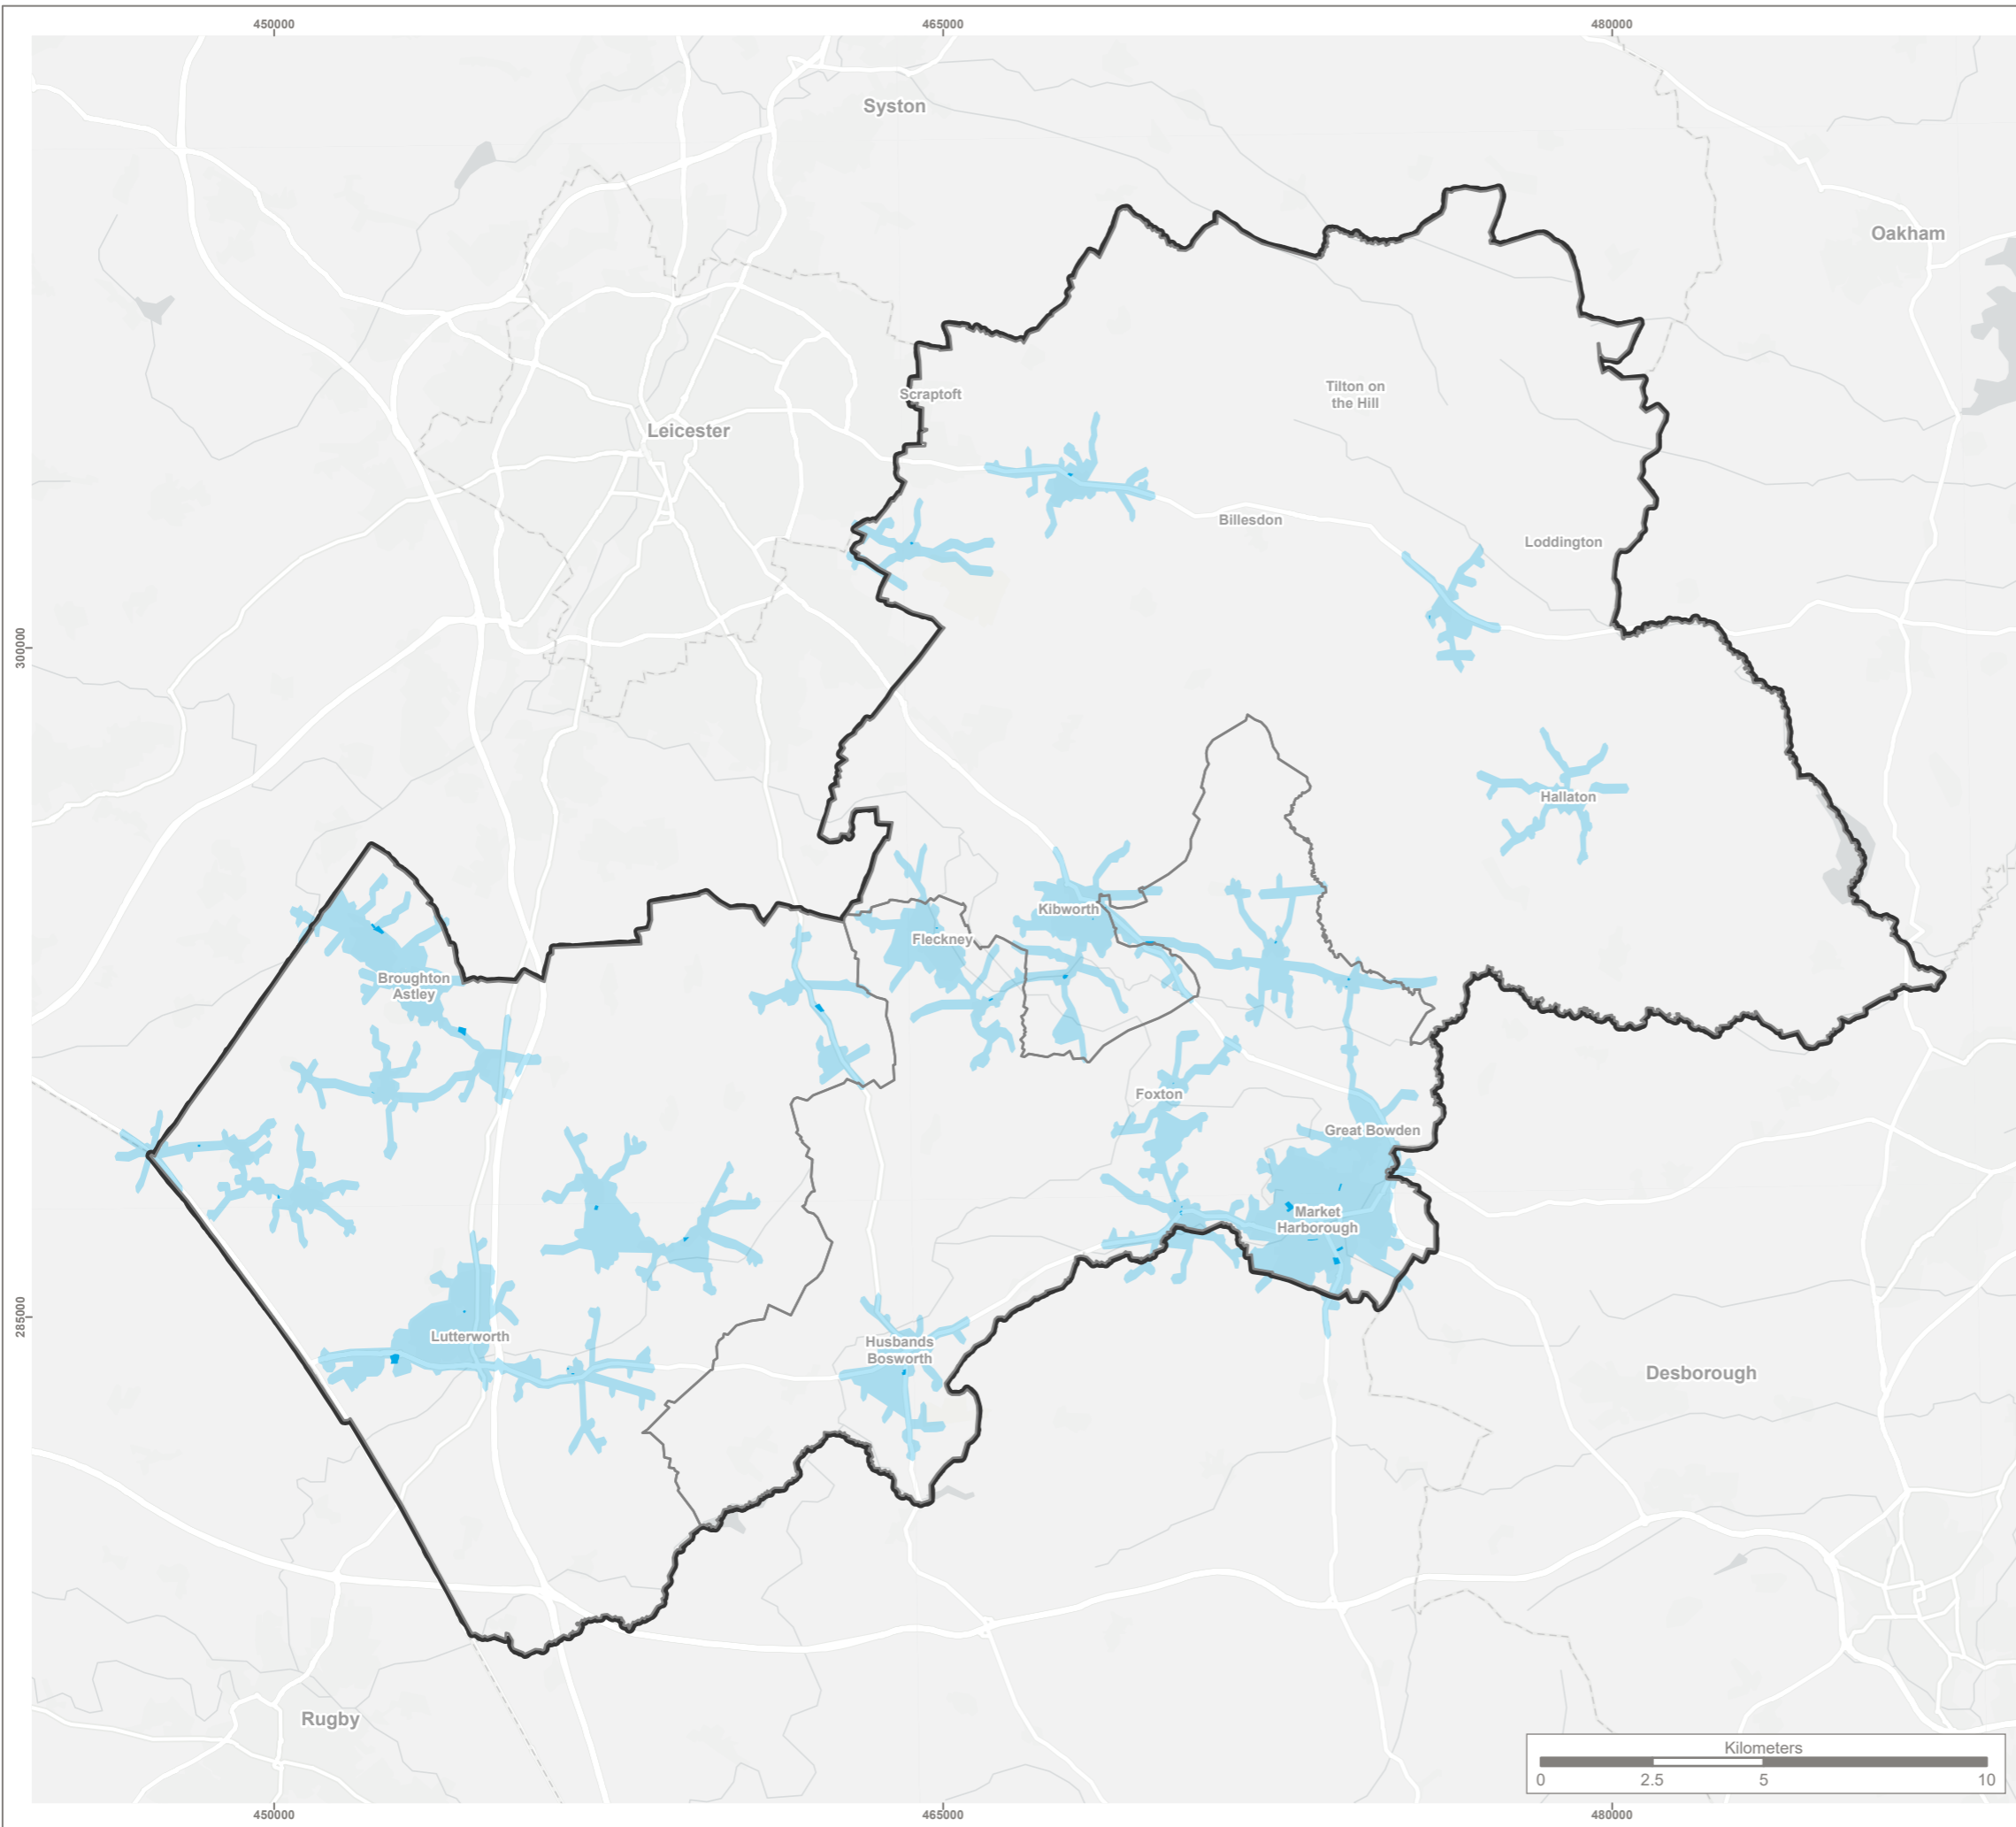 450000
465000
480000
Syston
Oakham
Scraptoft
Tilton on
the Hill
Leicester
Billesdon
Loddington
300000
Hallaton
Kibworth
Fleckney
Broughton
Astley
Foxton
Great Bowden
Market
Harborough
285000
Lutterworth
Husbands
Bosworth
Desborough
Rugby
Kilometers
0
2.5
5
10
450000
465000
480000